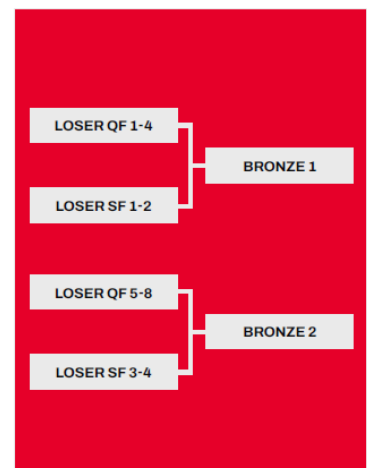 LOSER QF 1-4
BRONZE 1
LOSER SF 1-2
LOSER QF 5-8
BRONZE 2
LOSER SF 3-4